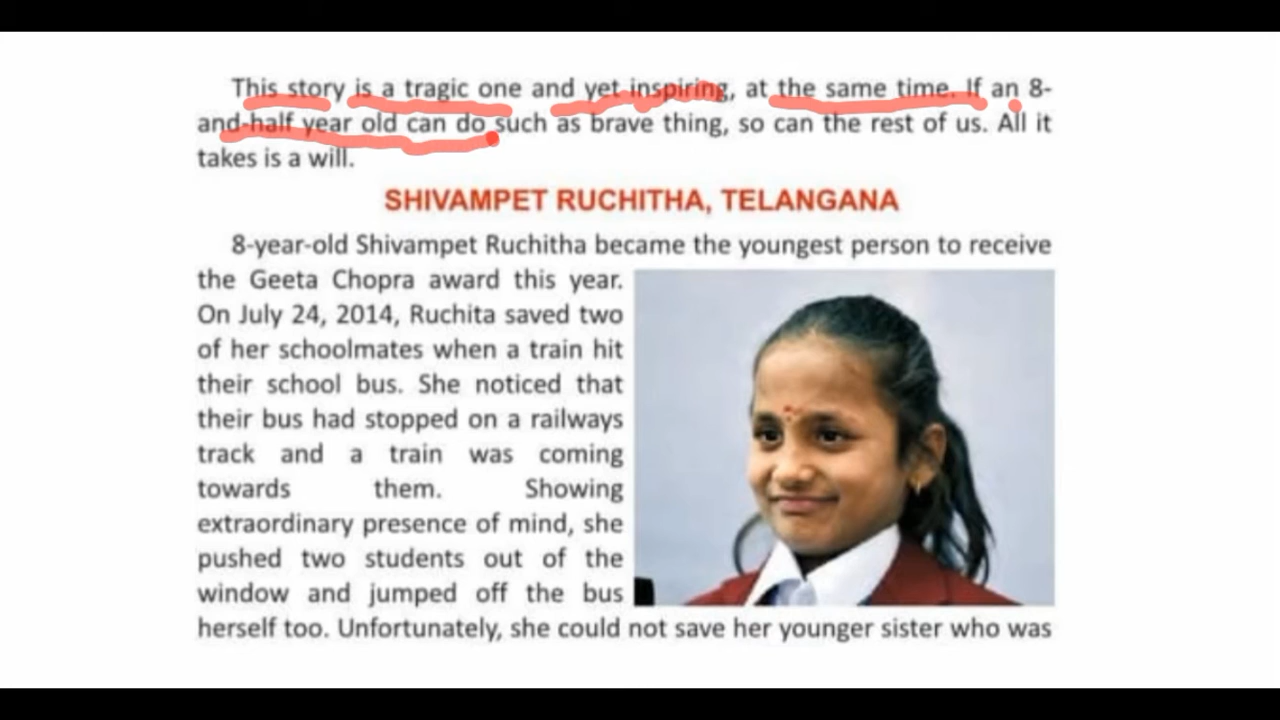 This story is a tragic one and yet inspiring, at the same time. If an 8-
and-half year old can do such as brave thing, so can the rest of us. All it
takes is a will.
SHIVAMPET RUCHITHA, TELANGANA
8-year-old Shivampet Ruchitha became the youngest person to receive
the Geeta Chopra award this year.
On July 24, 2014, Ruchita saved two
of her schoolmates when a train hit
their school bus. She noticed that
their bus had stopped on a railways
track and a train was coming
towards them. Showing
extraordinary presence of mind, she
pushed two students out of the
window and jumped off the bus
herself too. Unfortunately, she could not save her younger sister who was